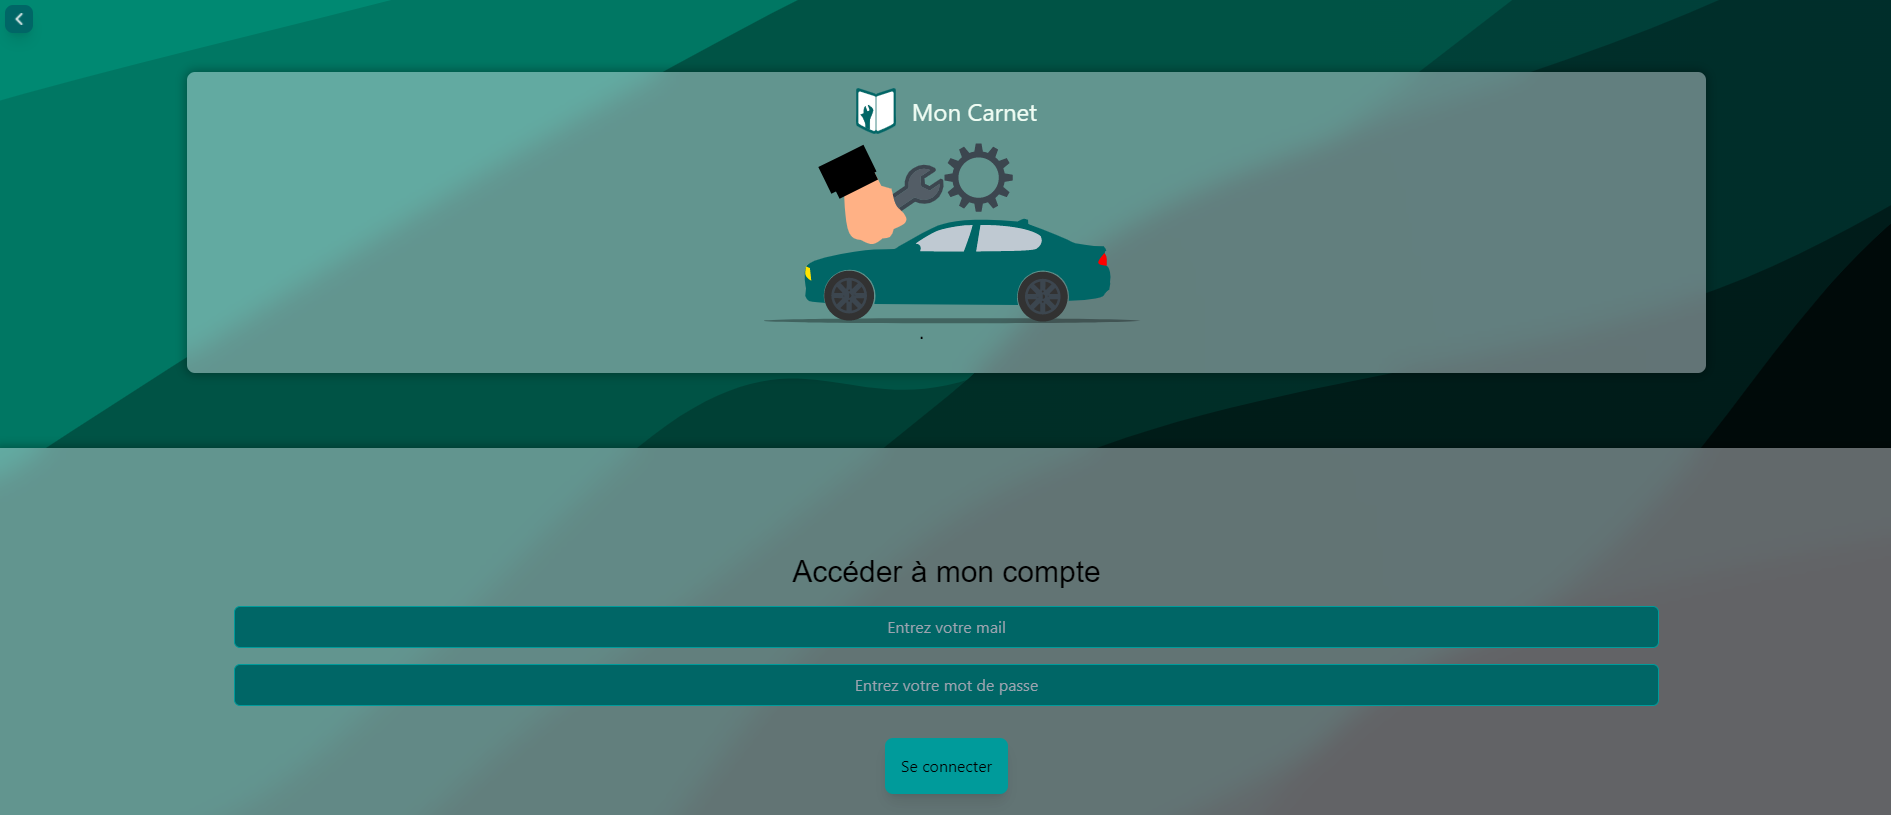 Mon Carnet
.
Accéder à mon compte
Entrez votre mail
Entrez votre mot de passe
Se connecter